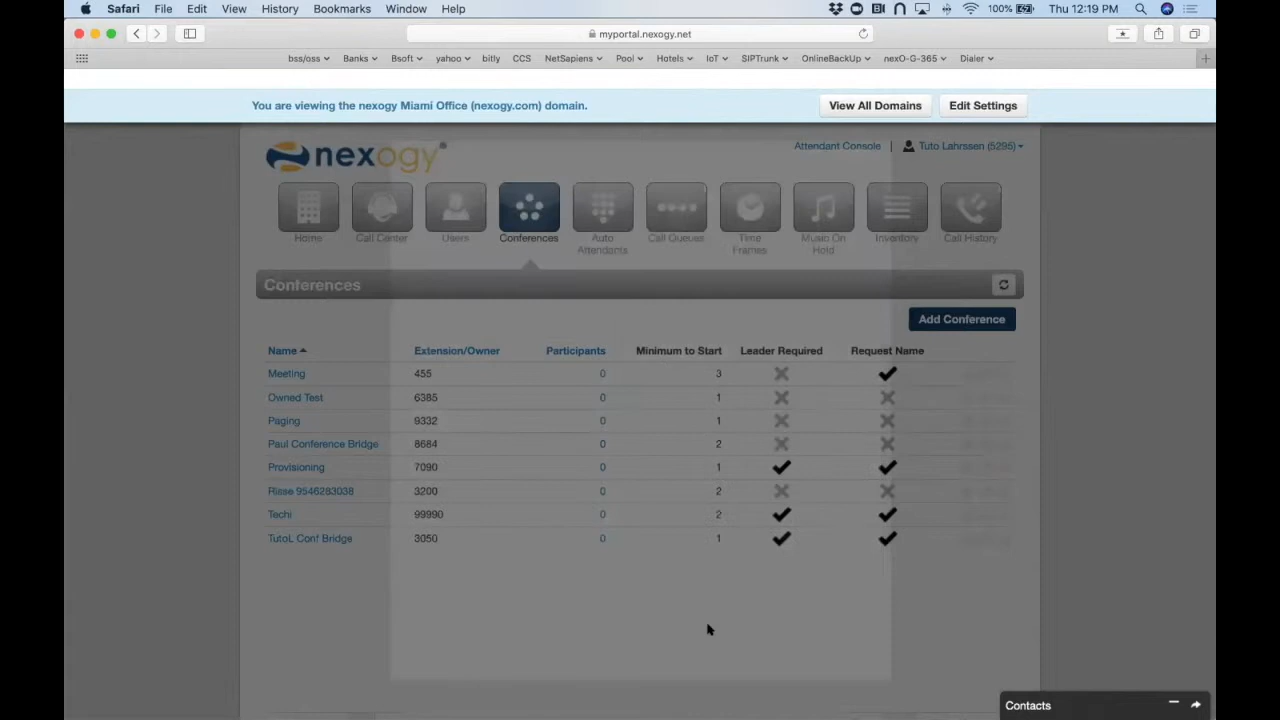 Safari File Edit View History Bookmarks Window Help 100% Thu 12:19 PM
myportal.nexogy.net
bss/oss Banks Bsoft yahoo bitly CCS NetSapiens Pool Hotels IoT SIPTrunk OnlineBackUp nexO-G-365 Dialer
You are viewing the nexogy Miami Office (nexogy.com) domain. View All Domains Edit Settings
nexogy Attendant Console Tuto Lahrssen (5295)
Home Call Center Users Conferences Auto Attendants Call Queues Time Frames Music On Hold Inventory Call History
Conferences
Add Conference
Name Extension/Owner Participants Minimum to Start Leader Required Request Name
Meeting 455 0 3
Owned Test 6385 0 1
Paging 9332 0 1
Paul Conference Bridge 8684 0 2
Provisioning 7090 0 1
Risse 9546283038 3200 0 2
Techi 99990 0 2
TutoL Conf Bridge 3050 0 1
Contacts